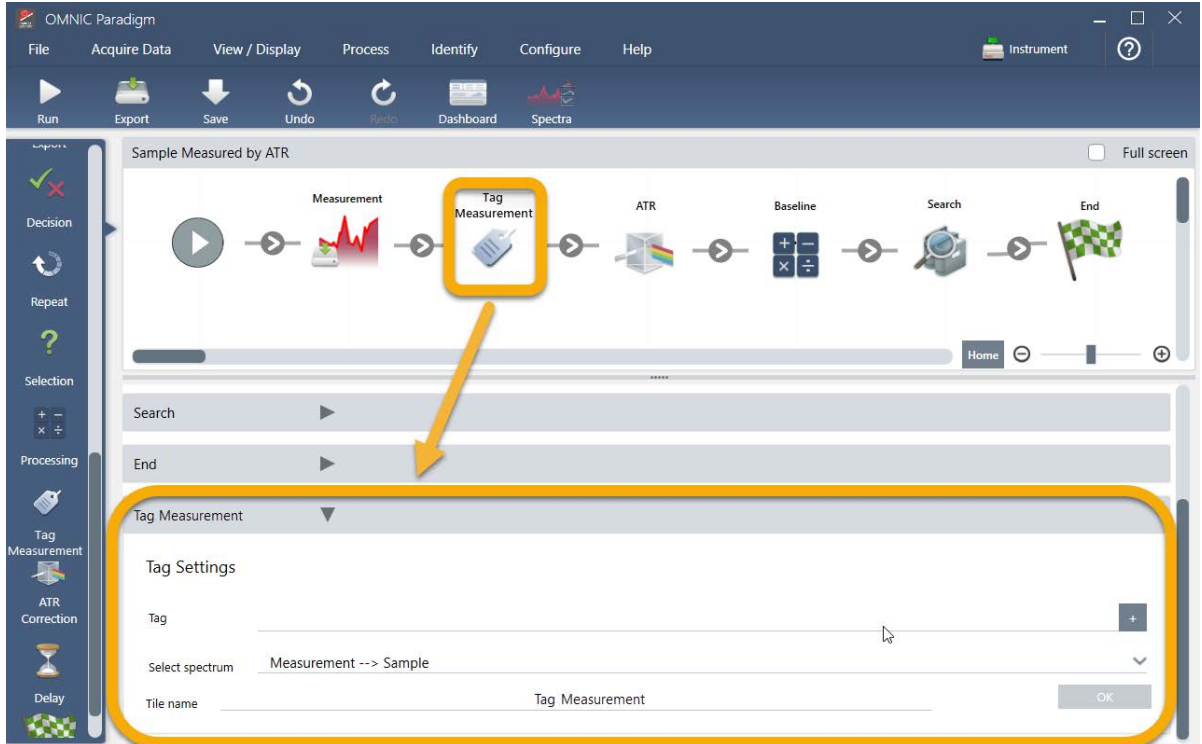 OMNIC Paradigm
File Acquire Data View / Display Process Identify Configure Help Instrument
Run Export Save Undo Redo Dashboard Spectra
Export
Decision
Repeat
Selection
Processing
Tag
Measurement
ATR
Correction
Delay
Sample Measured by ATR Full screen
Measurement
Tag
Measurement
ATR
Baseline
Search
End
Home
Search
End
Tag Measurement
Tag Settings
Tag
+
Select spectrum Measurement --> Sample
Tile name Tag Measurement OK